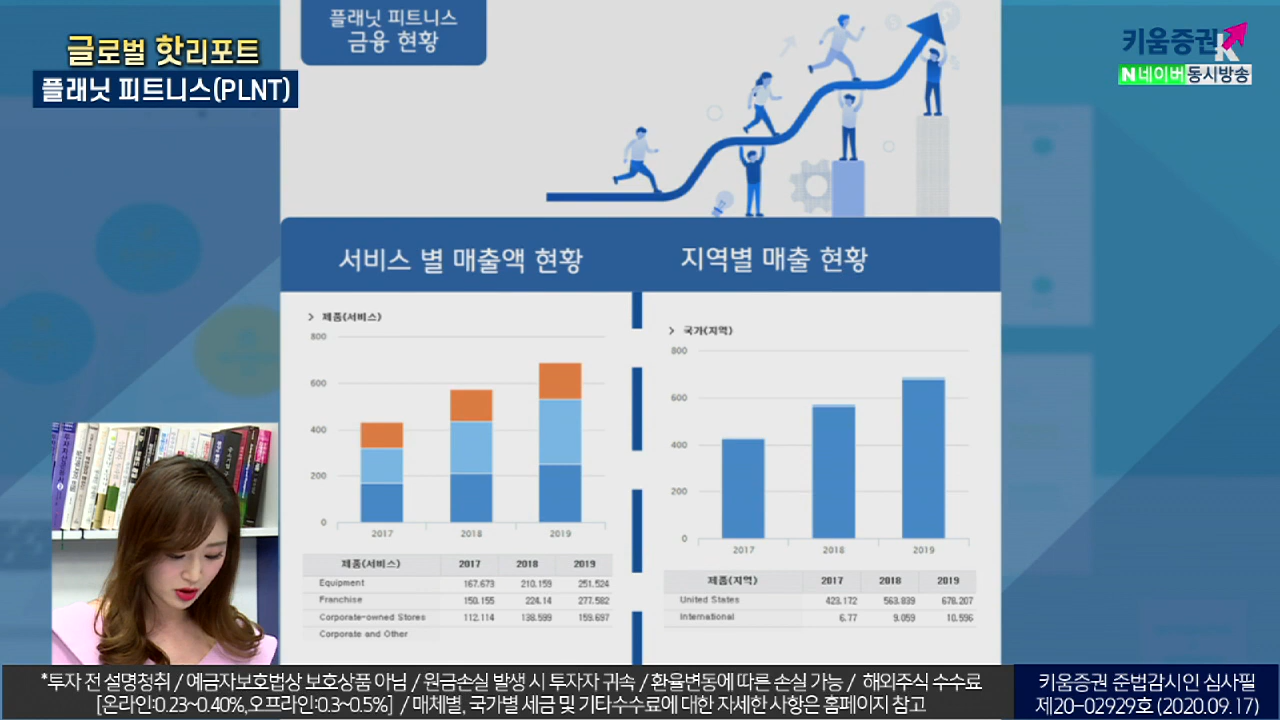 글로벌 핫리포트
플래닛 피트니스(PLNT)
플래닛 피트니스
금융 현황
키움증권K
N 네이버 동시방송
서비스 별 매출액 현황
지역별 매출 현황
> 제품(서비스)
800
600
400
200
0
2017 2018 2019
제품(서비스) 2017 2018 2019
Equipment 167.673 210.159 251.524
Franchise 150.155 224.14 277.582
Corporate-owned Stores 112.114 138.599 159.697
Corporate and Other
> 국가(지역)
800
600
400
200
0
2017 2018 2019
제품(지역) 2017 2018 2019
United States 423.172 563.839 678.207
International 6.77 9.059 10.596
*투자 전 설명청취 / 예금자보호법상 보호상품 아님 / 원금손실 발생 시 투자자 귀속 / 환율변동에 따른 손실 가능 / 해외주식 수수료
[온라인:0.23~0.40%,오프라인:0.3~0.5%] / 매체별, 국가별 세금 및 기타수수료에 대한 자세한 사항은 홈페이지 참고
키움증권 준법감시인 심사필
제20-02929호 (2020.09.17)